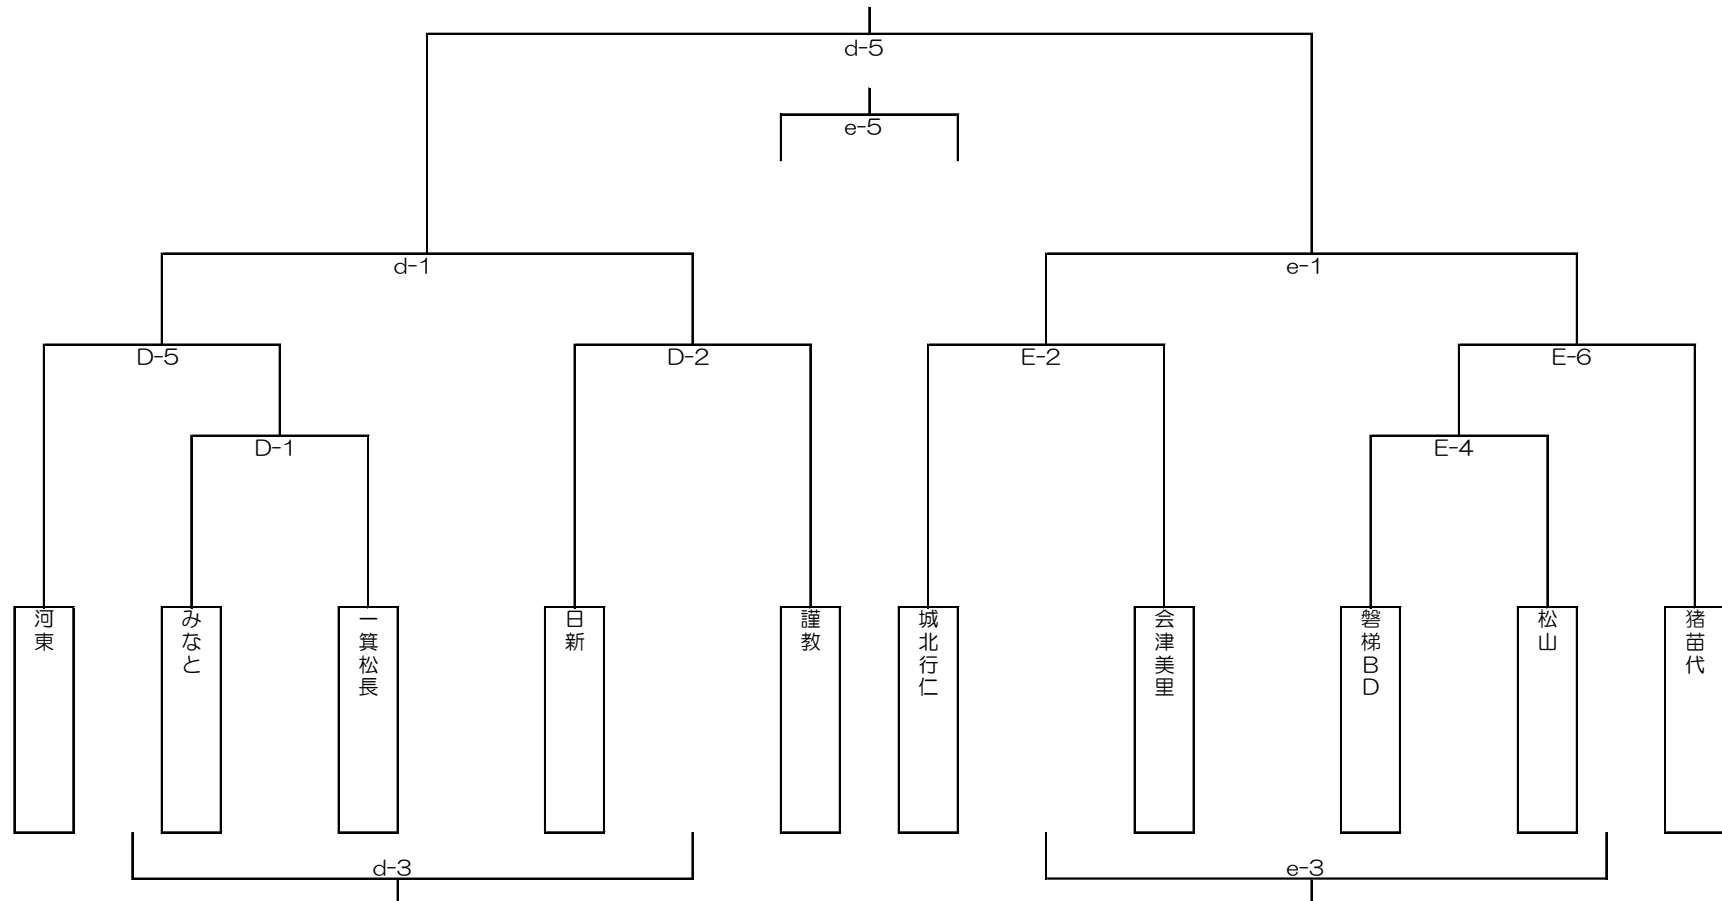 d-5
e-5
d-1
e-1
D-5
D-2
E-2
E-6
D-1
E-4
河東
みなと
一箕松長
日新
謹教
城北行仁
会津美里
磐梯BD
松山
猪苗代
d-3
e-3